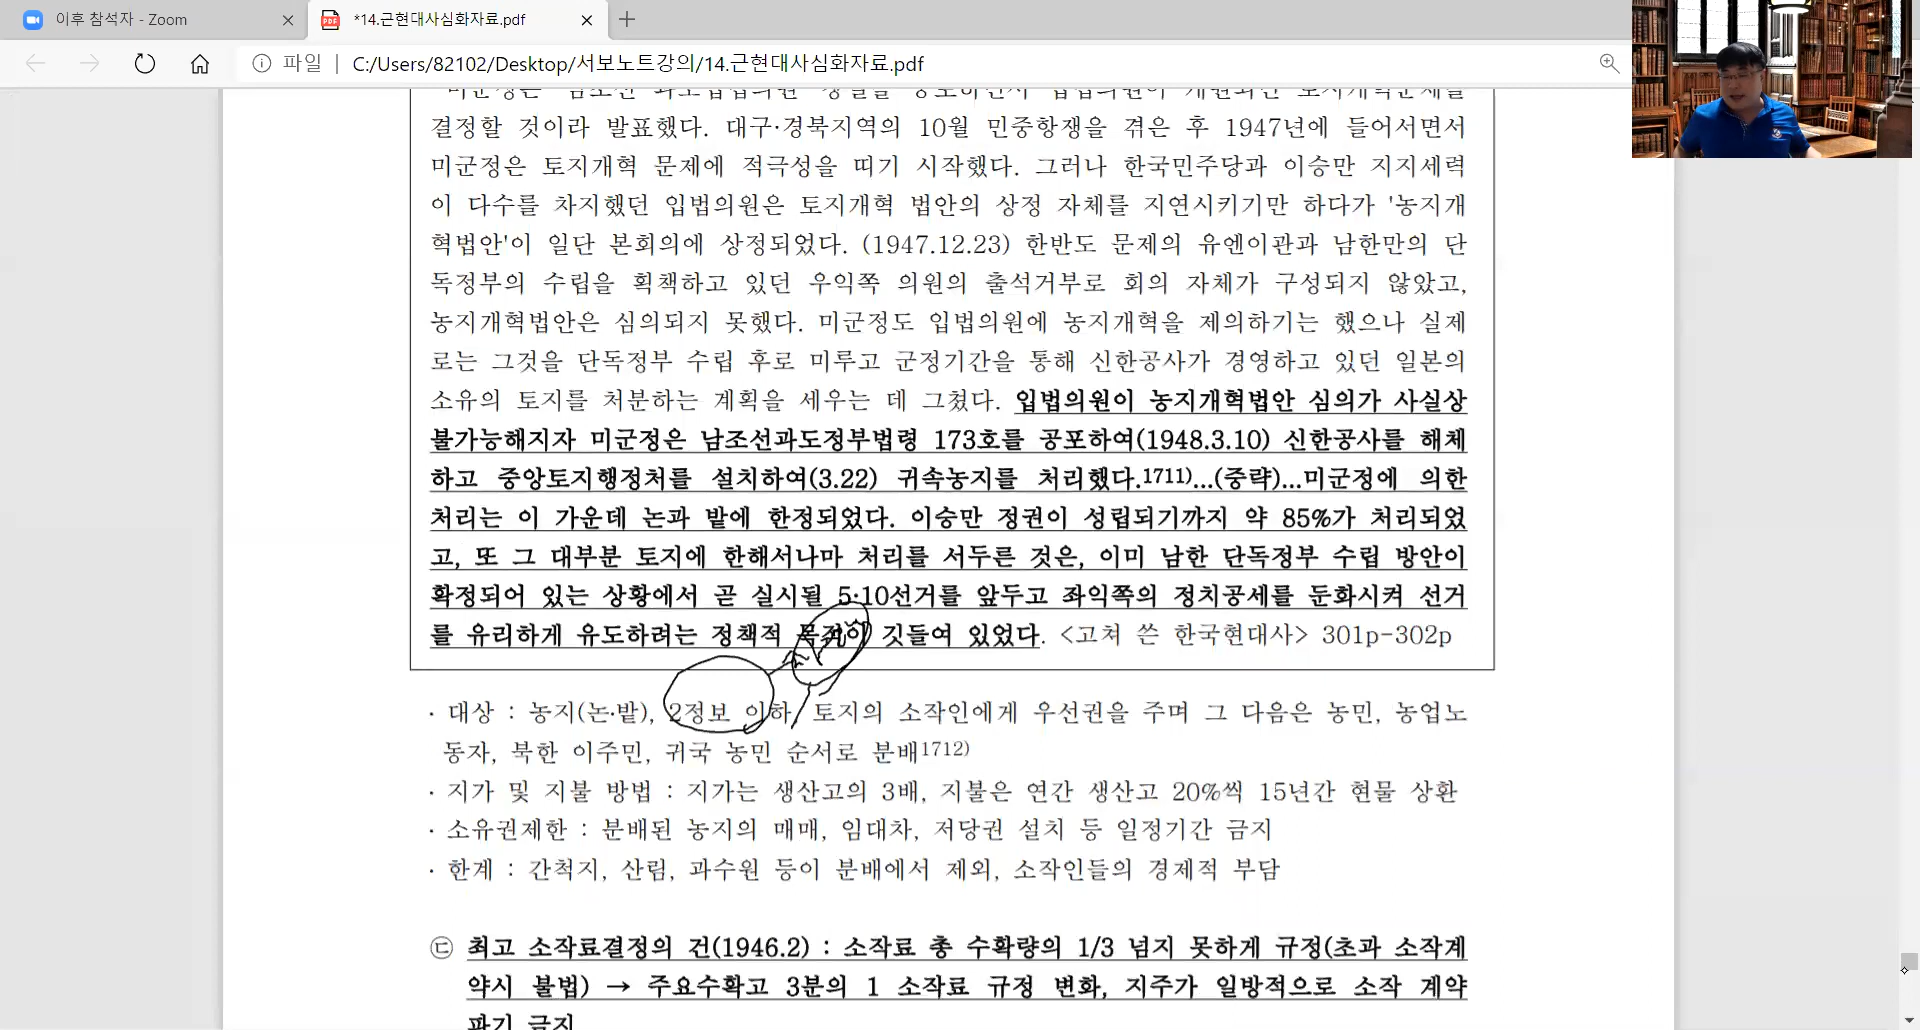 이후 참석자 - Zoom
*14.근현대사심화자료.pdf
파일 C:/Users/82102/Desktop/서보노트강의/14.근현대사심화자료.pdf
결정할 것이라 발표했다. 대구·경북지역의 10월 민중항쟁을 겪은 후 1947년에 들어서면서
미군정은 토지개혁 문제에 적극성을 띠기 시작했다. 그러나 한국민주당과 이승만 지지세력
이 다수를 차지했던 입법의원은 토지개혁 법안의 상정 자체를 지연시키기만 하다가 '농지개
혁법안'이 일단 본회의에 상정되었다. (1947.12.23) 한반도 문제의 유엔이관과 남한만의 단
독정부의 수립을 획책하고 있던 우익쪽 의원의 출석거부로 회의 자체가 구성되지 않았고,
농지개혁법안은 심의되지 못했다. 미군정도 입법의원에 농지개혁을 제의하기는 했으나 실제
로는 그것을 단독정부 수립 후로 미루고 군정기간을 통해 신한공사가 경영하고 있던 일본의
소유의 토지를 처분하는 계획을 세우는 데 그쳤다. 입법의원이 농지개혁법안 심의가 사실상
불가능해지자 미군정은 남조선과도정부법령 173호를 공포하여(1948.3.10) 신한공사를 해체
하고 중앙토지행정처를 설치하여(3.22) 귀속농지를 처리했다.1711)...(중략)...미군정에 의한
처리는 이 가운데 논과 밭에 한정되었다. 이승만 정권이 성립되기까지 약 85%가 처리되었
고, 또 그 대부분 토지에 한해서나마 처리를 서두른 것은, 이미 남한 단독정부 수립 방안이
확정되어 있는 상황에서 곧 실시될 5·10선거를 앞두고 좌익쪽의 정치공세를 둔화시켜 선거
를 유리하게 유도하려는 정책적 목적이 깃들여 있었다. <고쳐 쓴 한국현대사> 301p-302p
· 대상 : 농지(논·밭), 2정보 이하 토지의 소작인에게 우선권을 주며 그 다음은 농민, 농업노
동자, 북한 이주민, 귀국 농민 순서로 분배1712)
· 지가 및 지불 방법 : 지가는 생산고의 3배, 지불은 연간 생산고 20%씩 15년간 현물 상환
· 소유권제한 : 분배된 농지의 매매, 임대차, 저당권 설치 등 일정기간 금지
· 한계 : 간척지, 산림, 과수원 등이 분배에서 제외, 소작인들의 경제적 부담
㉢ 최고 소작료결정의 건(1946.2) : 소작료 총 수확량의 1/3 넘지 못하게 규정(초과 소작계
약시 불법) → 주요수확고 3분의 1 소작료 규정 변화, 지주가 일방적으로 소작 계약
파기 금지